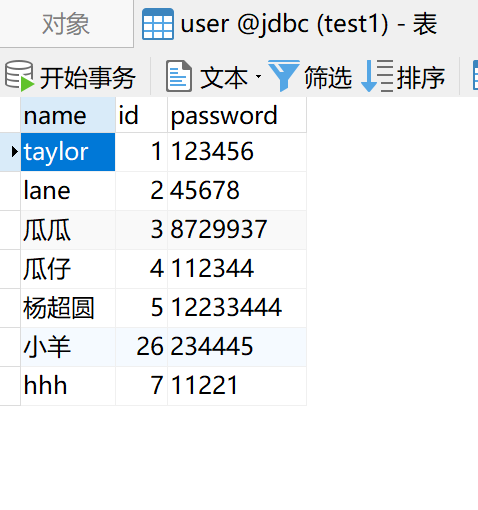 对象 user @jdbc (test1) - 表
开始事务 文本 筛选 排序
name id password
taylor 1 123456
lane 2 45678
瓜瓜 3 8729937
瓜仔 4 112344
杨超圆 5 12233444
小羊 26 234445
hhh 7 11221